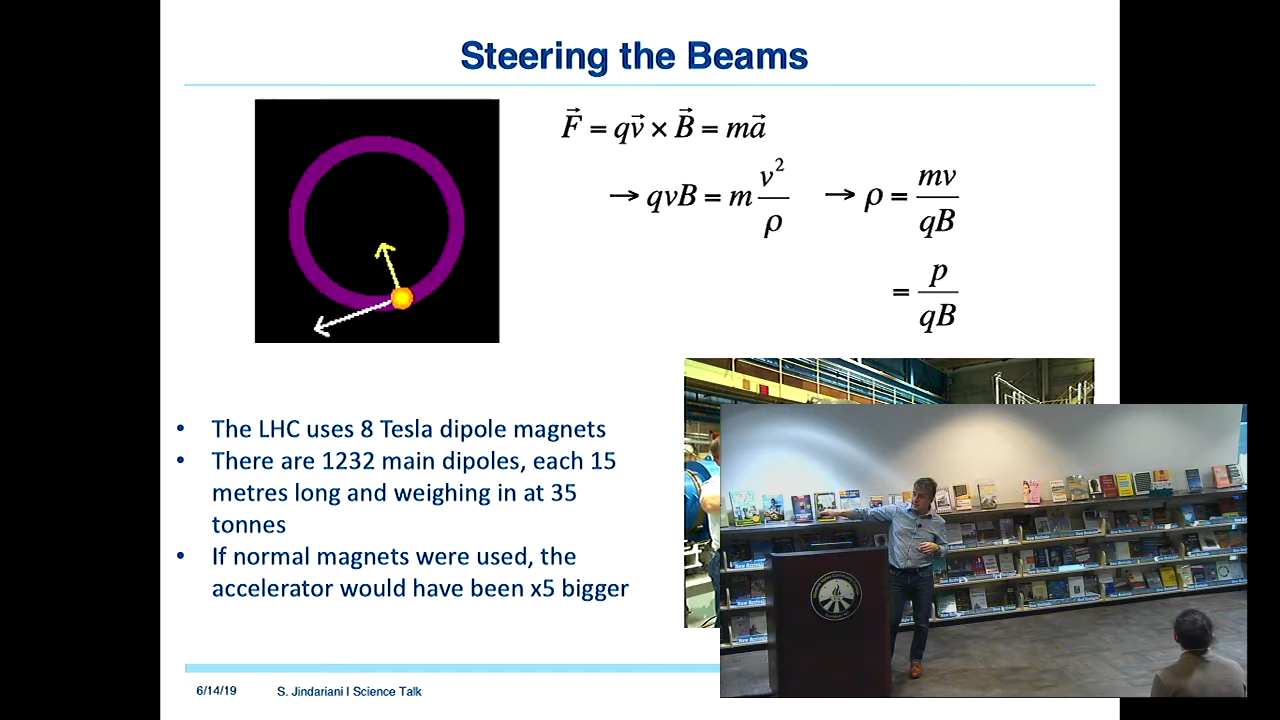 Steering the Beams
F⃗ = qv⃗ × B⃗ = ma⃗
→ qvB = m v²/ρ → ρ = mv/qB
= p/qB
• The LHC uses 8 Tesla dipole magnets
• There are 1232 main dipoles, each 15
metres long and weighing in at 35
tonnes
• If normal magnets were used, the
accelerator would have been x5 bigger
6/14/19 S. Jindariani I Science Talk